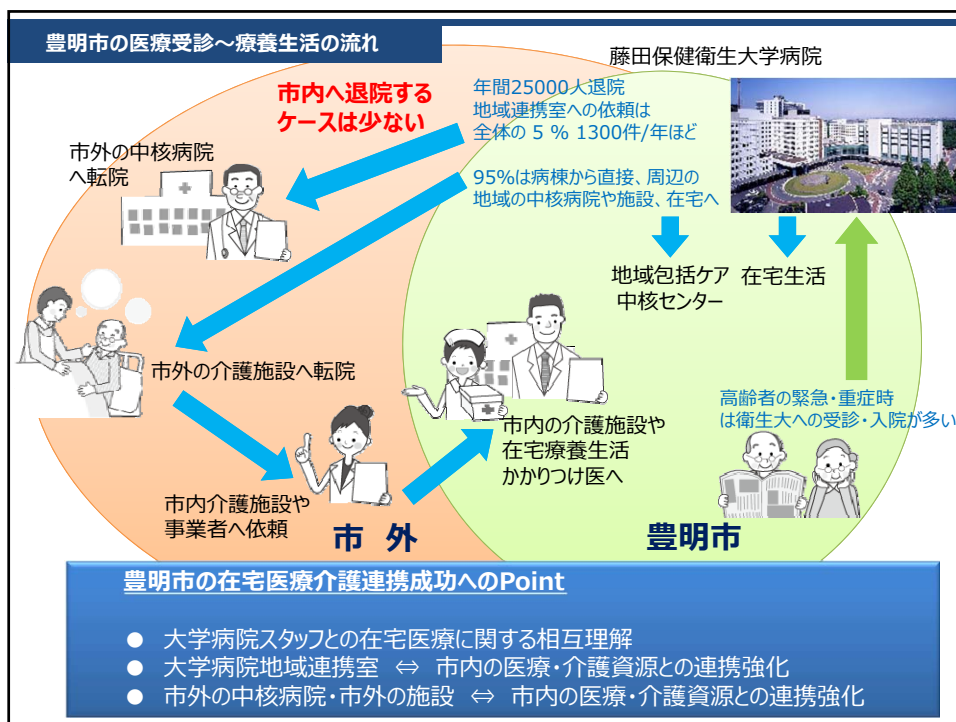 豊明市の医療受診～療養生活の流れ
藤田保健衛生大学病院
市内へ退院する
ケースは少ない
年間25000人退院
地域連携室への依頼は
全体の 5 % 1300件/年ほど
市外の中核病院
へ転院
95%は病棟から直接、周辺の
地域の中核病院や施設、在宅へ
地域包括ケア
中核センター
在宅生活
市外の介護施設へ転院
高齢者の緊急・重症時
は衛生大への受診・入院が多い
市内の介護施設や
在宅療養生活
かかりつけ医へ
市内介護施設や
事業者へ依頼
市 外
豊明市
豊明市の在宅医療介護連携成功へのPoint
● 大学病院スタッフとの在宅医療に関する相互理解
● 大学病院地域連携室 ⇔ 市内の医療・介護資源との連携強化
● 市外の中核病院・市外の施設 ⇔ 市内の医療・介護資源との連携強化